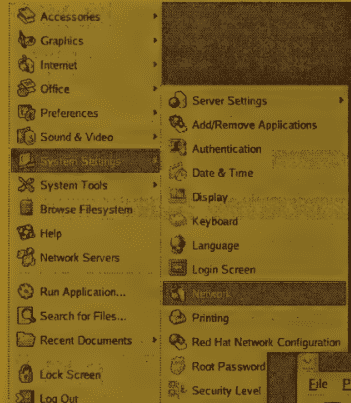 Accessories
Graphics
Internet
Office
Preferences
Sound & Video
System Settings
System Tools
Browse Filesystem
Help
Network Servers
Run Application...
Search for Files...
Recent Documents
Lock Screen
Log Out
Server Settings
Add/Remove Applications
Authentication
Date & Time
Display
Keyboard
Language
Login Screen
Network
Printing
Red Hat Network Configuration
Root Password
Security Level
File